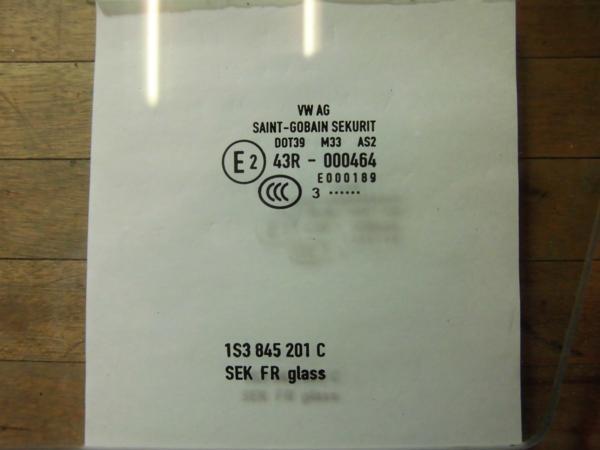 VW AG
SAINT-GOBAIN SEKURIT
DOT39 M33 AS2
E2 43R - 000464
E000189
CCC 3 ······
1S3 845 201 C
SEK FR glass